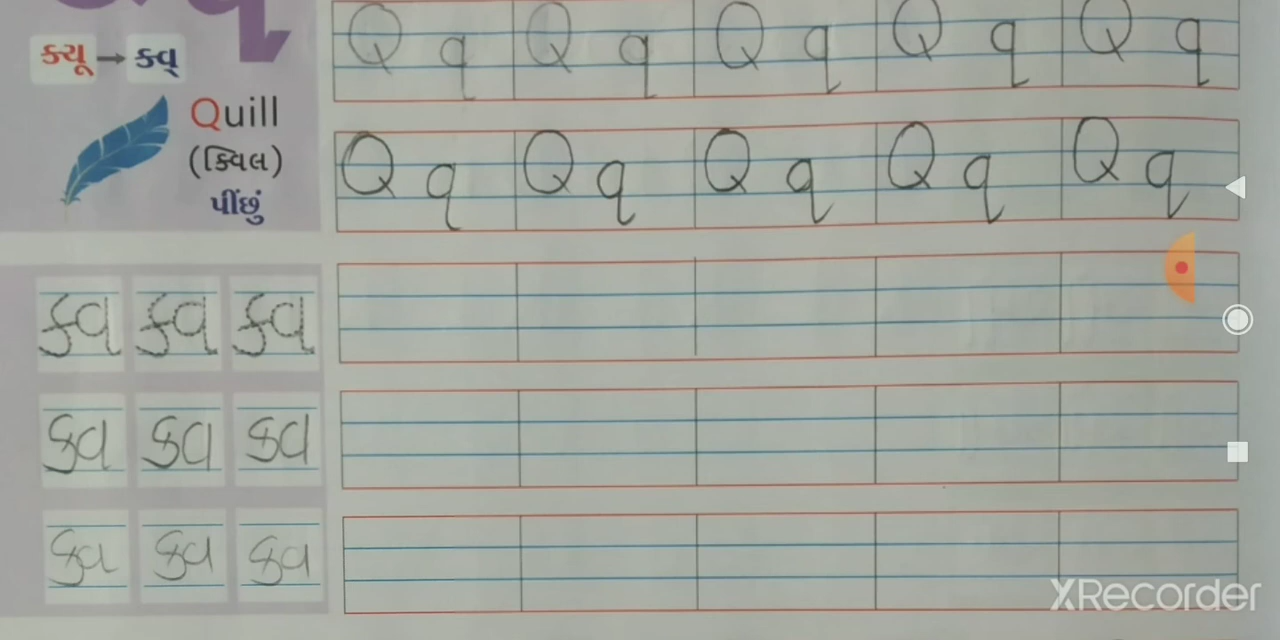 Q q Q q Q q Q q Q q
ક્યૂ → ક્વ્
Quill
(ક્વિલ)
પીંછું
Q q Q q Q q Q q Q q
ક્વ ક્વ ક્વ
ક્વ ક્વ ક્વ
ક્વ ક્વ ક્વ
XRecorder